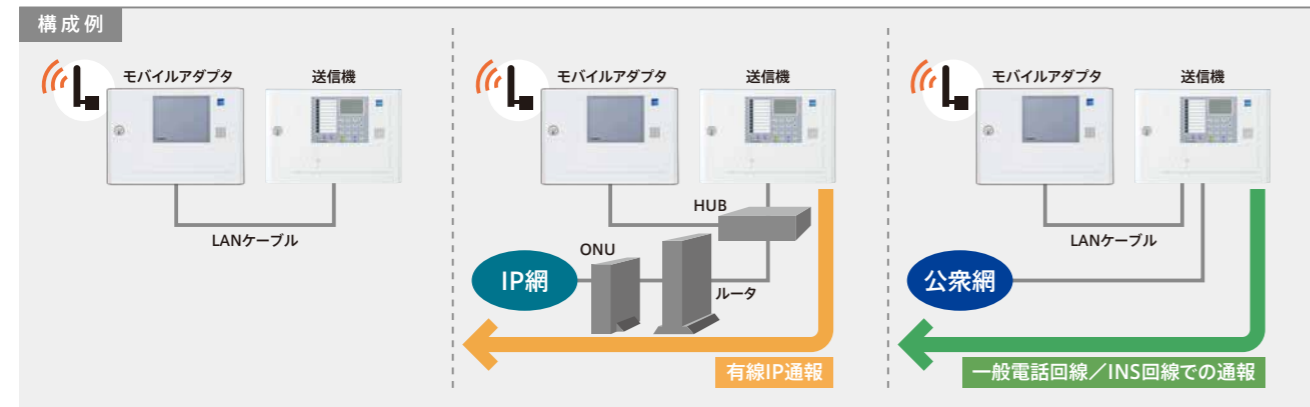 構成例
モバイルアダプタ
送信機
LANケーブル
モバイルアダプタ
送信機
HUB
ONU
IP網
ルータ
有線IP通報
モバイルアダプタ
送信機
LANケーブル
公衆網
一般電話回線／INS回線での通報